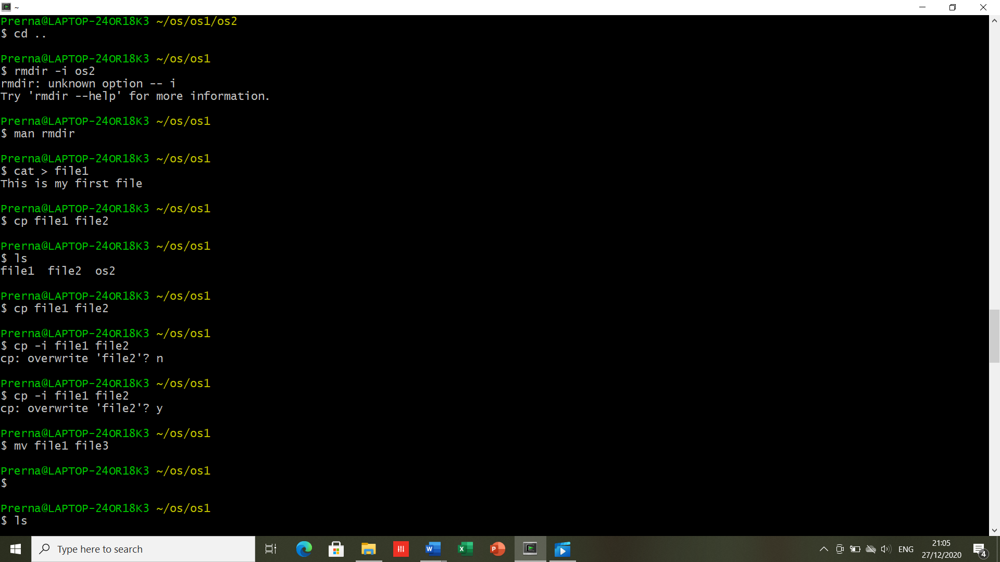 ~
Prerna@LAPTOP-24OR18K3 ~/os/os1/os2
$ cd ..
Prerna@LAPTOP-24OR18K3 ~/os/os1
$ rmdir -i os2
rmdir: unknown option -- i
Try 'rmdir --help' for more information.
Prerna@LAPTOP-24OR18K3 ~/os/os1
$ man rmdir
Prerna@LAPTOP-24OR18K3 ~/os/os1
$ cat > file1
This is my first file
Prerna@LAPTOP-24OR18K3 ~/os/os1
$ cp file1 file2
Prerna@LAPTOP-24OR18K3 ~/os/os1
$ ls
file1  file2  os2
Prerna@LAPTOP-24OR18K3 ~/os/os1
$ cp file1 file2
Prerna@LAPTOP-24OR18K3 ~/os/os1
$ cp -i file1 file2
cp: overwrite 'file2'? n
Prerna@LAPTOP-24OR18K3 ~/os/os1
$ cp -i file1 file2
cp: overwrite 'file2'? y
Prerna@LAPTOP-24OR18K3 ~/os/os1
$ mv file1 file3
Prerna@LAPTOP-24OR18K3 ~/os/os1
$
Prerna@LAPTOP-24OR18K3 ~/os/os1
$ ls
Type here to search
W
X
P
ENG
21:05
27/12/2020
4